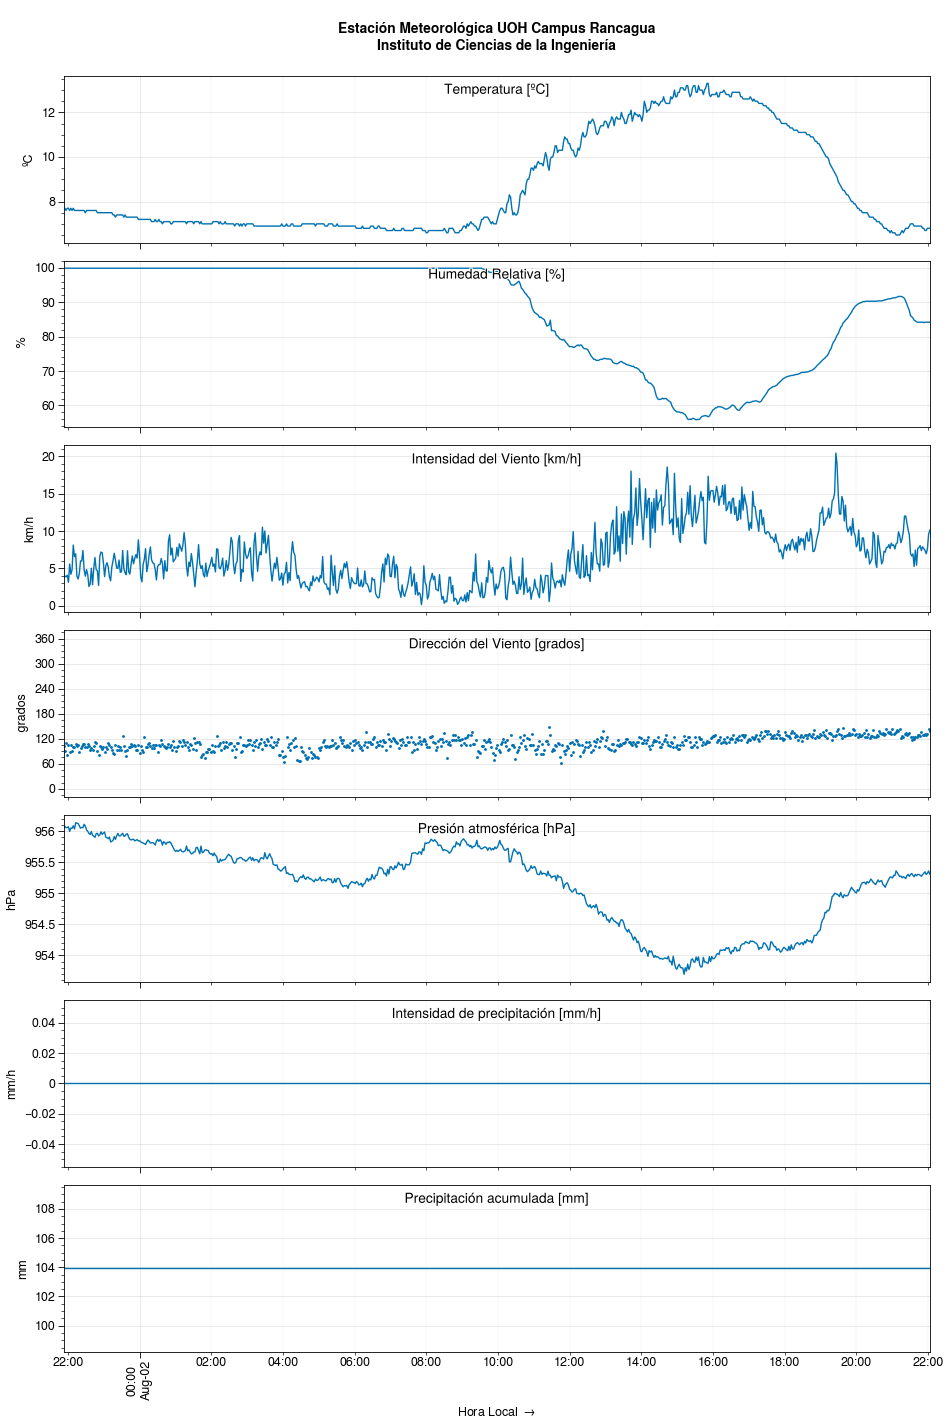 Estación Meteorológica UOH Campus Rancagua
Instituto de Ciencias de la Ingeniería
Temperatura [ºC]
ºC
12
10
8
Humedad Relativa [%]
%
100
90
80
70
60
Intensidad del Viento [km/h]
km/h
20
15
10
5
0
Dirección del Viento [grados]
grados
360
300
240
180
120
60
0
Presión atmosférica [hPa]
hPa
956
955.5
955
954.5
954
Intensidad de precipitación [mm/h]
mm/h
0.04
0.02
0
−0.02
−0.04
Precipitación acumulada [mm]
mm
108
106
104
102
100
22:00
00:00
Aug-02
02:00
04:00
06:00
08:00
10:00
12:00
14:00
16:00
18:00
20:00
22:00
Hora Local →